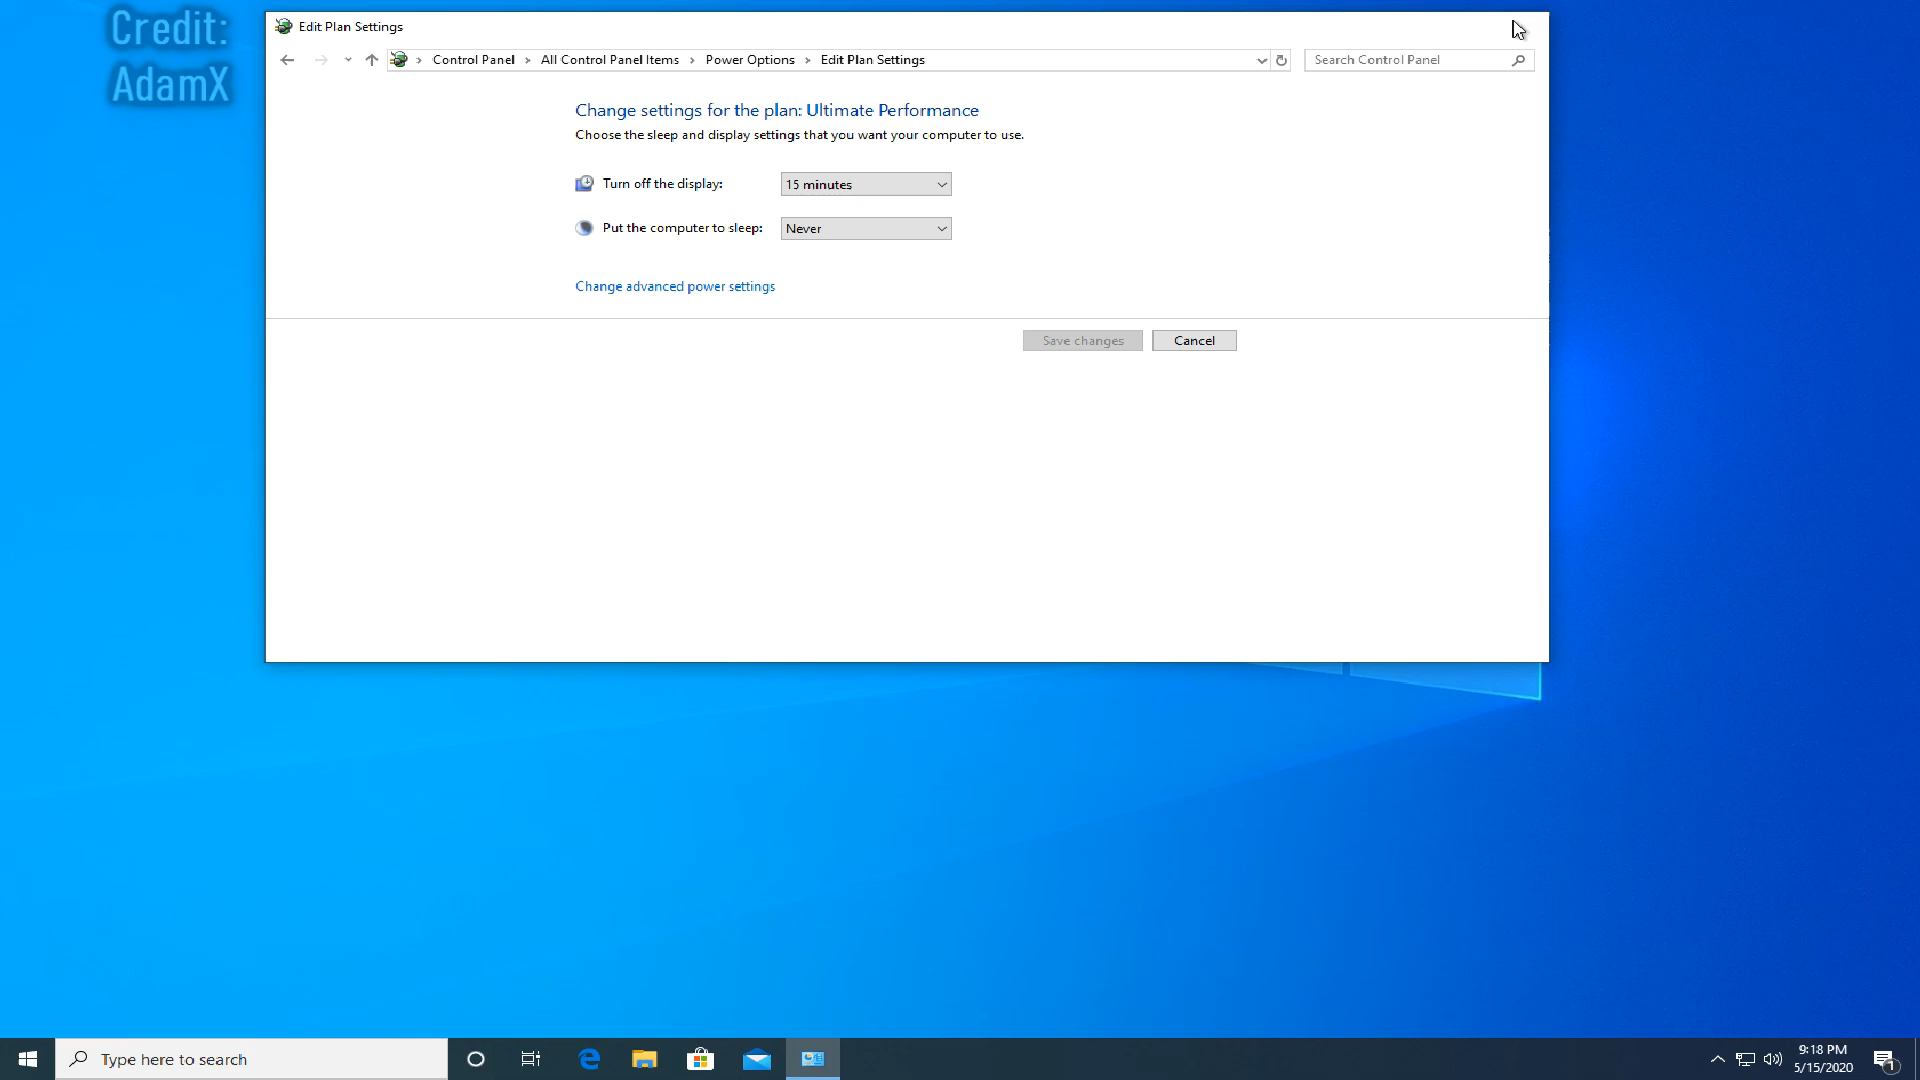 Credit:
AdamX
Edit Plan Settings
Control Panel > All Control Panel Items > Power Options > Edit Plan Settings
Search Control Panel
Change settings for the plan: Ultimate Performance
Choose the sleep and display settings that you want your computer to use.
Turn off the display: 15 minutes
Put the computer to sleep: Never
Change advanced power settings
Save changes Cancel
Type here to search
9:18 PM
5/15/2020
1